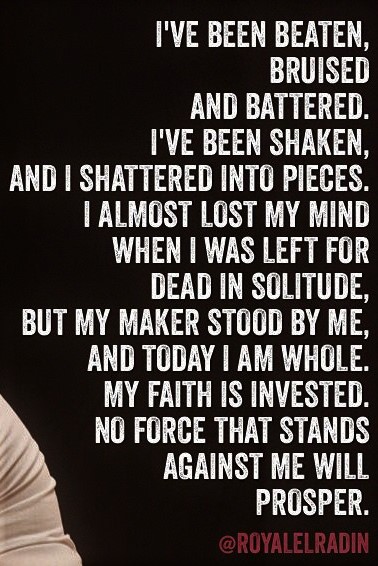 I'VE BEEN BEATEN,
BRUISED
AND BATTERED.
I'VE BEEN SHAKEN,
AND I SHATTERED INTO PIECES.
I ALMOST LOST MY MIND
WHEN I WAS LEFT FOR
DEAD IN SOLITUDE,
BUT MY MAKER STOOD BY ME,
AND TODAY I AM WHOLE.
MY FAITH IS INVESTED.
NO FORCE THAT STANDS
AGAINST ME WILL
PROSPER.
@ROYALELRADIN